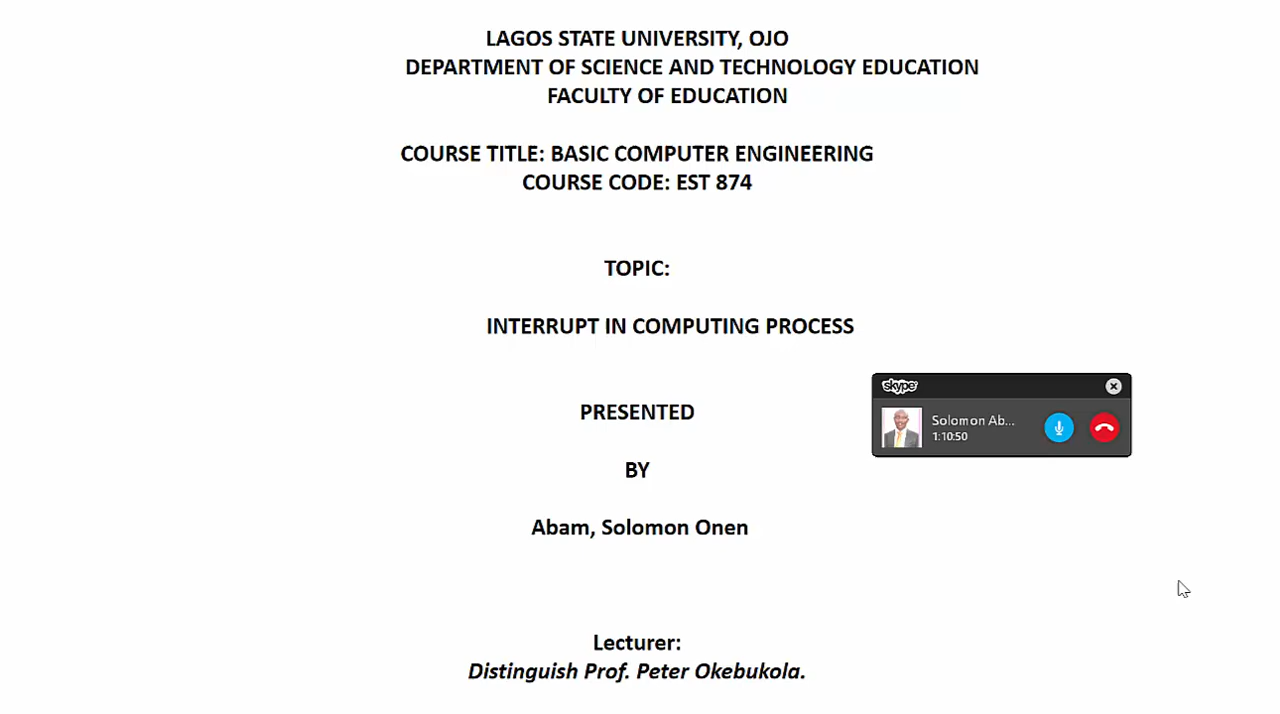 LAGOS STATE UNIVERSITY, OJO
DEPARTMENT OF SCIENCE AND TECHNOLOGY EDUCATION
FACULTY OF EDUCATION
COURSE TITLE: BASIC COMPUTER ENGINEERING
COURSE CODE: EST 874
TOPIC:
INTERRUPT IN COMPUTING PROCESS
skype
Solomon Ab...
1:10:50
PRESENTED
BY
Abam, Solomon Onen
Lecturer:
Distinguish Prof. Peter Okebukola.